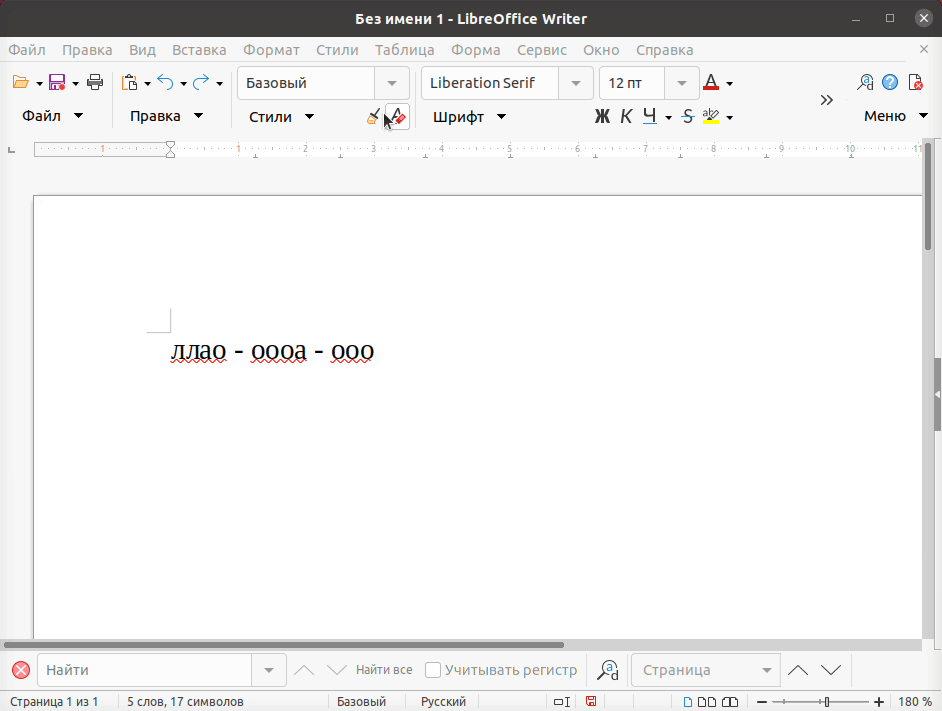 Без имени 1 - LibreOffice Writer
Файл Правка Вид Вставка Формат Стили Таблица Форма Сервис Окно Справка
Базовый Liberation Serif 12 пт
Файл Правка Стили Шрифт Ж К Ч S Меню
1 1 2 3 4 5 6 7 8 9 10 11
ллао - оооа - ооо
Найти Найти все Учитывать регистр Страница
Страница 1 из 1 5 слов, 17 символов Базовый Русский 180 %